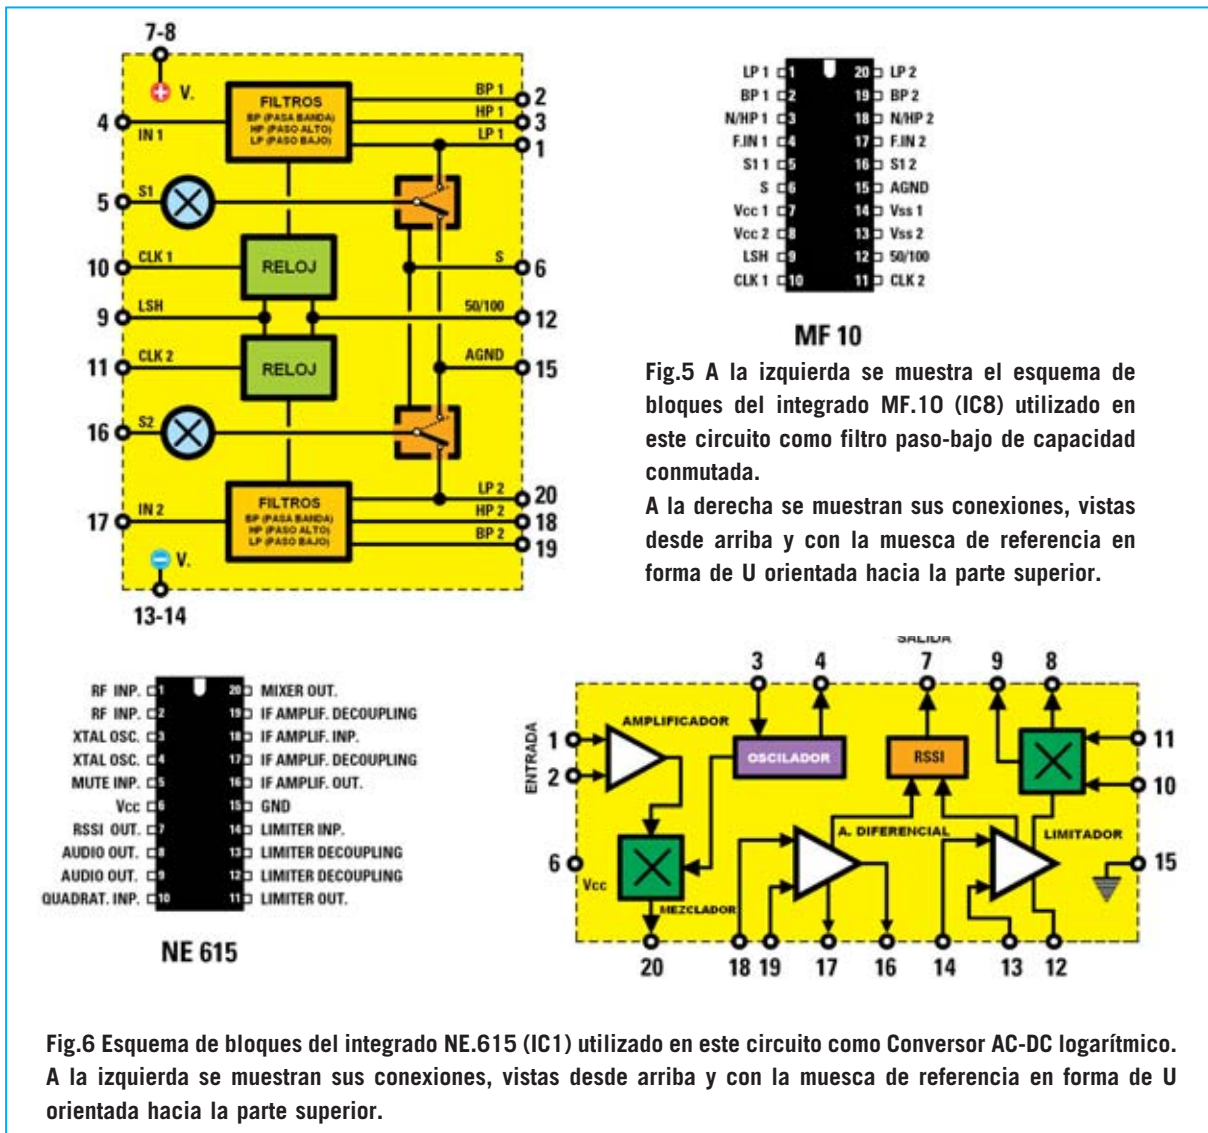 7-8
V.
4
IN 1
FILTROS
BP (PASA BANDA)
HP (PASO ALTO)
LP (PASO BAJO)
BP 1
2
HP 1
3
LP 1
1
5
S1
10
CLK 1
RELOJ
S
6
9
LSH
50/100
12
11
CLK 2
RELOJ
AGND
15
16
S2
17
IN 2
FILTROS
BP (PASA BANDA)
HP (PASO ALTO)
LP (PASO BAJO)
LP 2
20
HP 2
18
BP 2
19
V.
13-14
LP 1 1 20 LP 2
BP 1 2 19 BP 2
N/HP 1 3 18 N/HP 2
F.IN 1 4 17 F.IN 2
S1 1 5 16 S1 2
S 6 15 AGND
Vcc 1 7 14 Vss 1
Vcc 2 8 13 Vss 2
LSH 9 12 50/100
CLK 1 10 11 CLK 2
MF 10
Fig.5 A la izquierda se muestra el esquema de
bloques del integrado MF.10 (IC8) utilizado en
este circuito como filtro paso-bajo de capacidad
conmutada.
A la derecha se muestran sus conexiones, vistas
desde arriba y con la muesca de referencia en
forma de U orientada hacia la parte superior.
RF INP. 1 20 MIXER OUT.
RF INP. 2 19 IF AMPLIF. DECOUPLING
XTAL OSC. 3 18 IF AMPLIF. INP.
XTAL OSC. 4 17 IF AMPLIF. DECOUPLING
MUTE INP. 5 16 IF AMPLIF. OUT.
Vcc 6 15 GND
RSSI OUT. 7 14 LIMITER INP.
AUDIO OUT. 8 13 LIMITER DECOUPLING
AUDIO OUT. 9 12 LIMITER DECOUPLING
QUADRAT. INP. 10 11 LIMITER OUT.
NE 615
SALIDA
3 4 7 9 8
ENTRADA
1
2
AMPLIFICADOR
OSCILADOR
RSSI
11
10
A. DIFERENCIAL
LIMITADOR
6
Vcc
15
MEZCLADOR
20 18 19 17 16 14 13 12
Fig.6 Esquema de bloques del integrado NE.615 (IC1) utilizado en este circuito como Conversor AC-DC logarítmico.
A la izquierda se muestran sus conexiones, vistas desde arriba y con la muesca de referencia en forma de U
orientada hacia la parte superior.